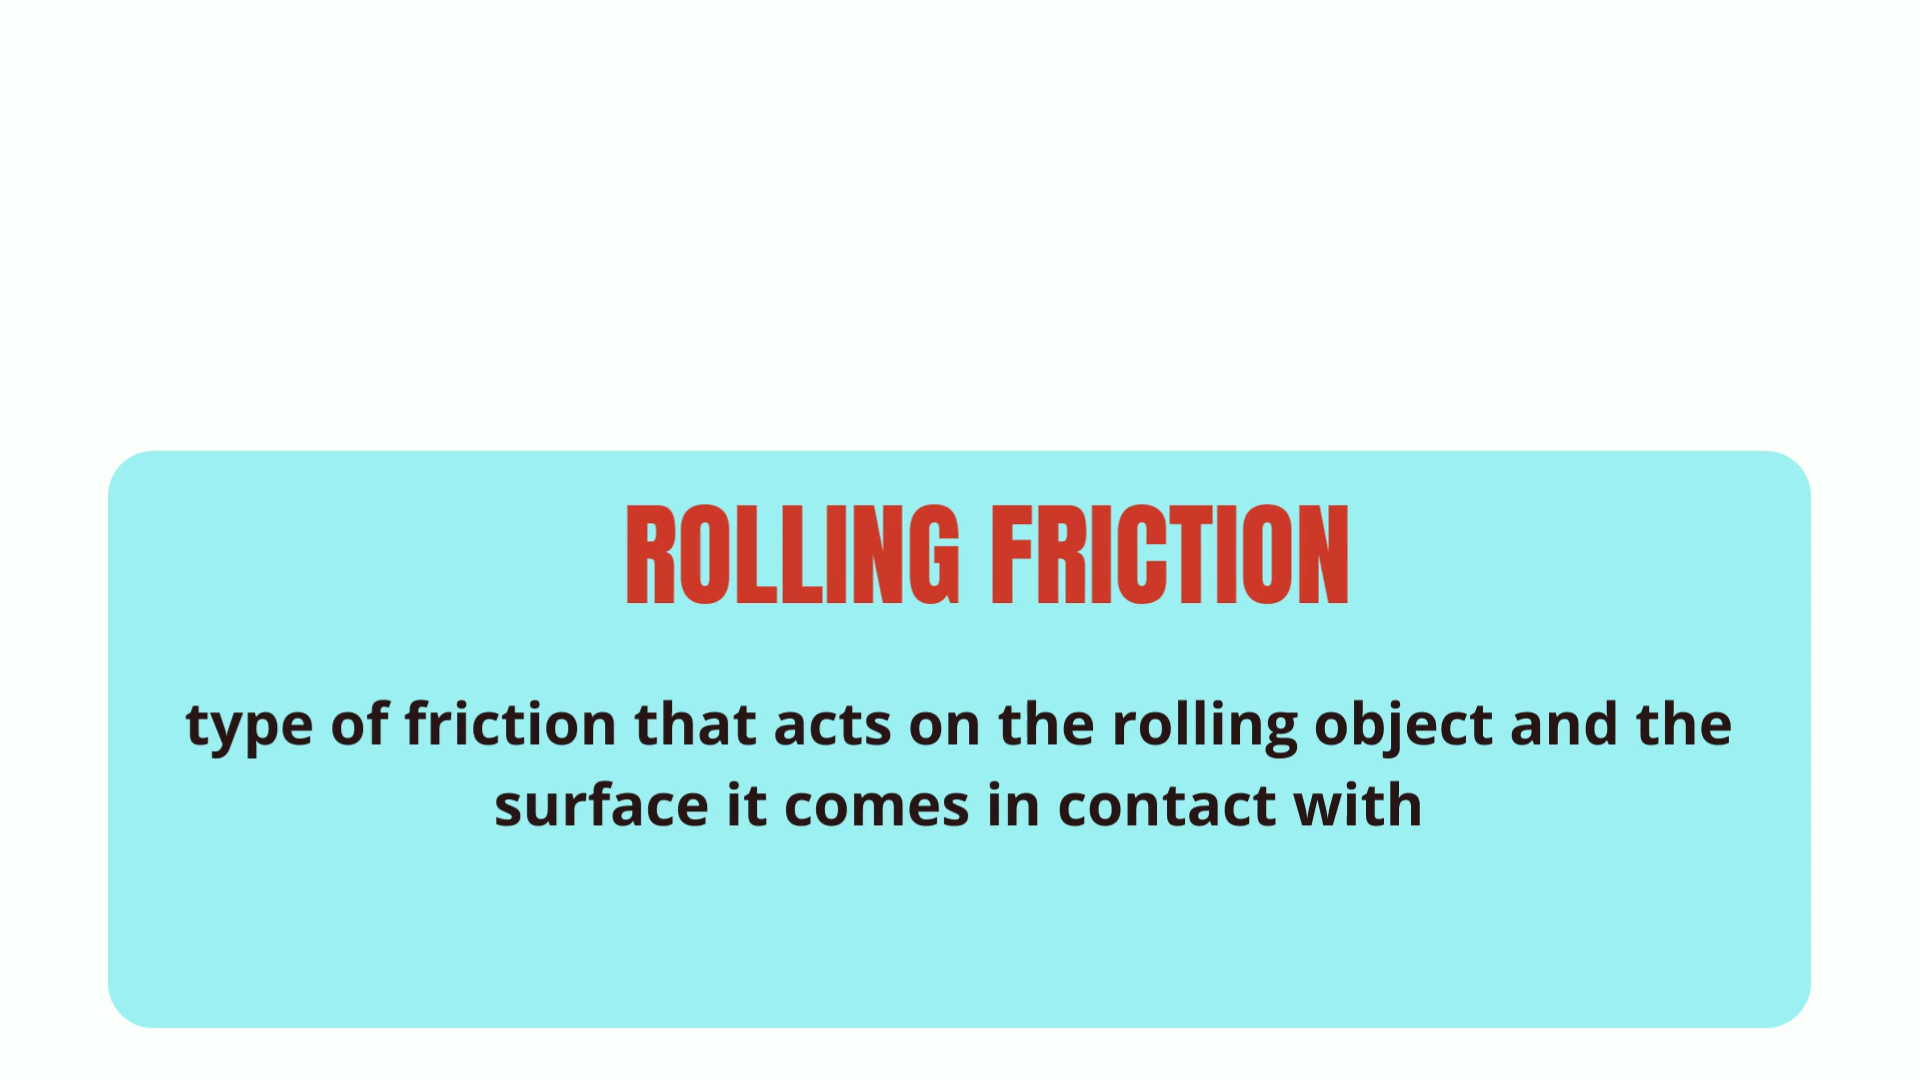 ROLLING FRICTION
type of friction that acts on the rolling object and the
surface it comes in contact with